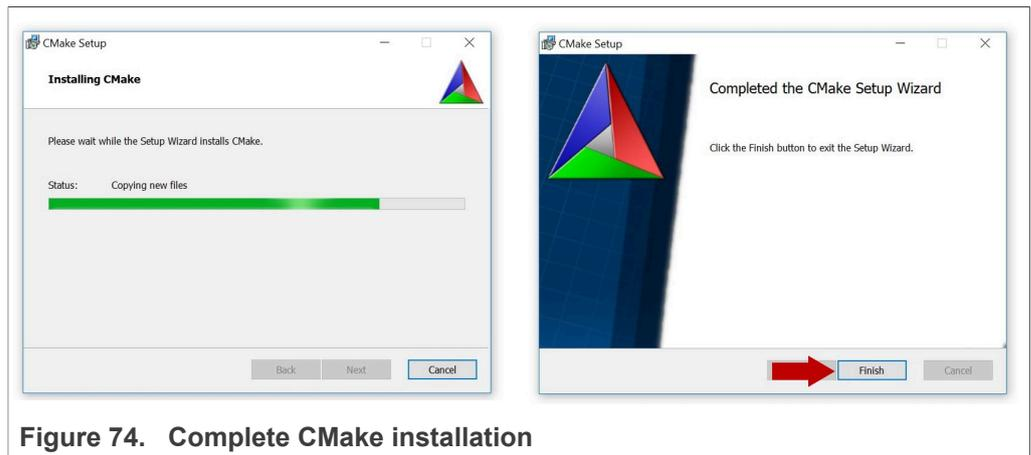 CMake Setup
Installing CMake
Please wait while the Setup Wizard installs CMake.
Status: Copying new files
Back Next Cancel
CMake Setup
Completed the CMake Setup Wizard
Click the Finish button to exit the Setup Wizard.
Finish Cancel
Figure 74. Complete CMake installation